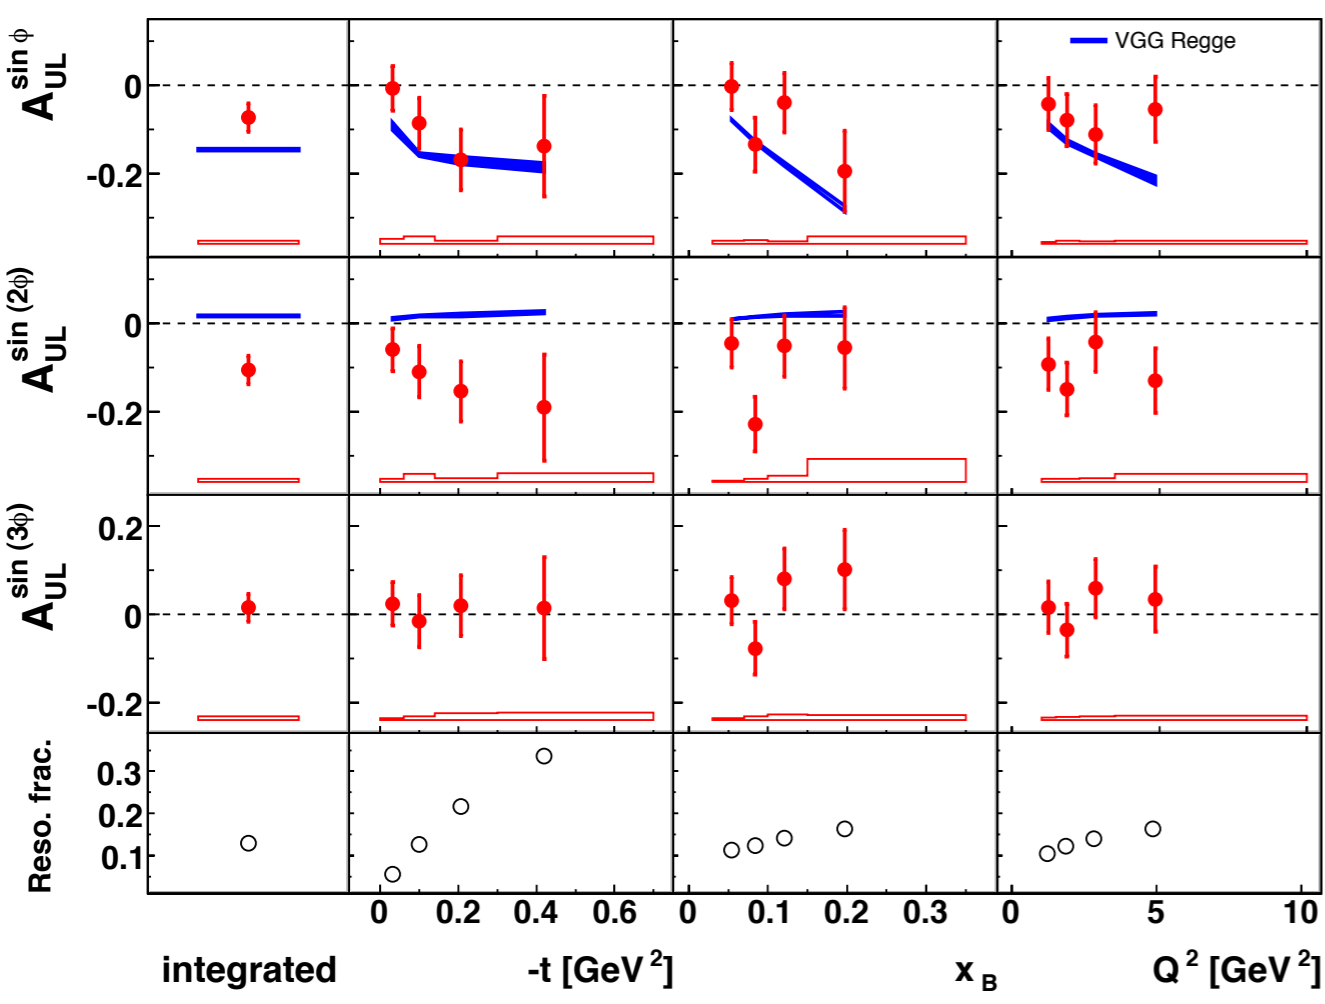 A_UL^sin ϕ
0
-0.2
VGG Regge
A_UL^sin (2ϕ)
0
-0.2
A_UL^sin (3ϕ)
0.2
0
-0.2
Reso. frac.
0.3
0.2
0.1
0 0.2 0.4 0.6
0 0.1 0.2 0.3
0 5 10
integrated
-t [GeV²]
x_B
Q² [GeV²]